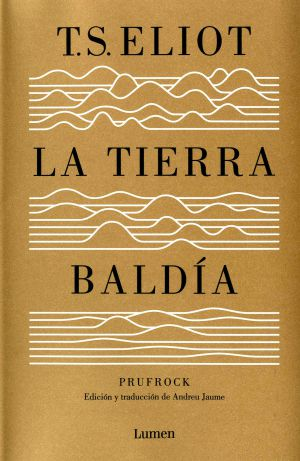 T.S. ELIOT
LA TIERRA
BALDÍA
PRUFROCK
Edición y traducción de Andreu Jaume
Lumen